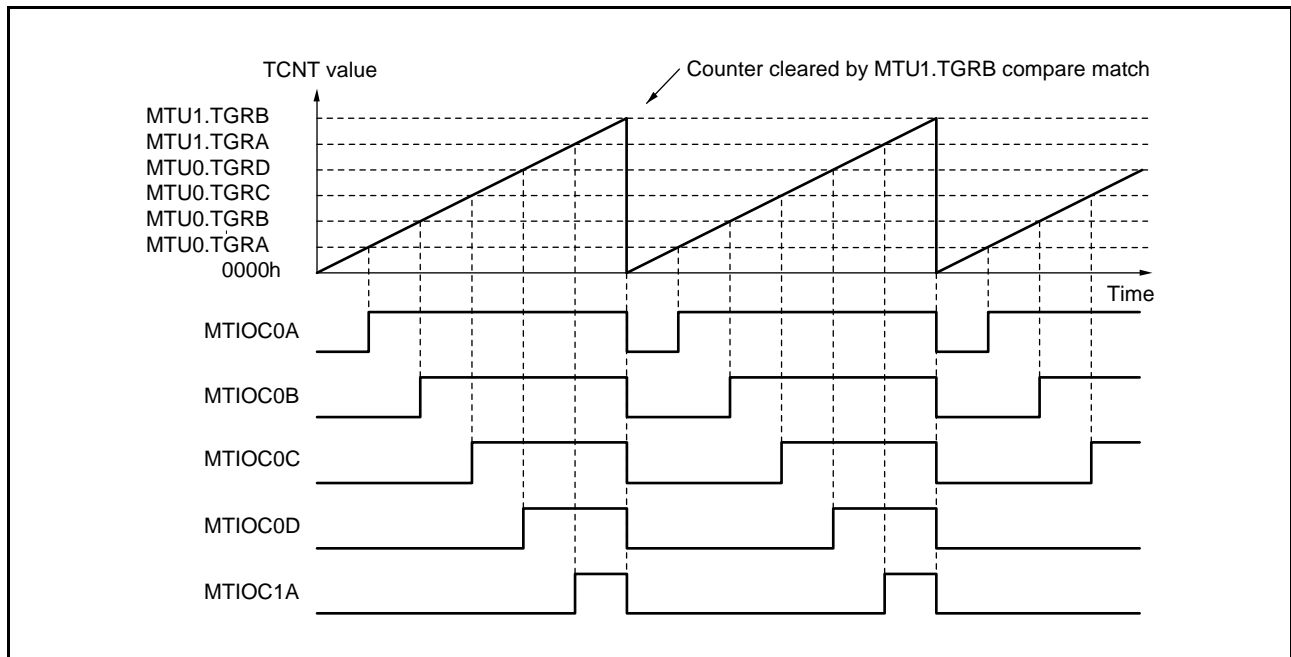 TCNT value
Counter cleared by MTU1.TGRB compare match
MTU1.TGRB
MTU1.TGRA
MTU0.TGRD
MTU0.TGRC
MTU0.TGRB
MTU0.TGRA
0000h
Time
MTIOC0A
MTIOC0B
MTIOC0C
MTIOC0D
MTIOC1A